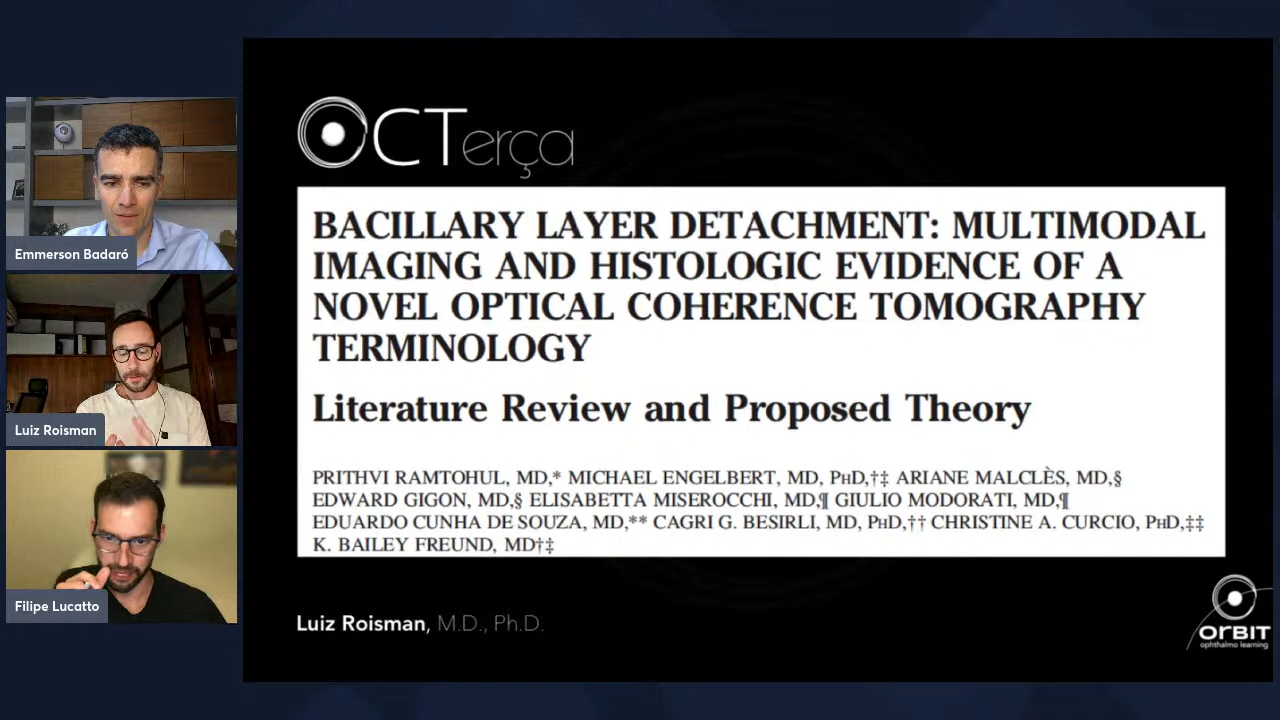 Emmerson Badaró
Luiz Roisman
Filipe Lucatto
OCTerça
BACILLARY LAYER DETACHMENT: MULTIMODAL
IMAGING AND HISTOLOGIC EVIDENCE OF A
NOVEL OPTICAL COHERENCE TOMOGRAPHY
TERMINOLOGY
Literature Review and Proposed Theory
PRITHVI RAMTOHUL, MD,* MICHAEL ENGELBERT, MD, PHD,†‡ ARIANE MALCLÈS, MD,§
EDWARD GIGON, MD,§ ELISABETTA MISEROCCHI, MD,¶ GIULIO MODORATI, MD,¶
EDUARDO CUNHA DE SOUZA, MD,** CAGRI G. BESIRLI, MD, PHD,†† CHRISTINE A. CURCIO, PHD,‡‡
K. BAILEY FREUND, MD†‡
Luiz Roisman, M.D., Ph.D.
ORBIT
ophthalmo learning